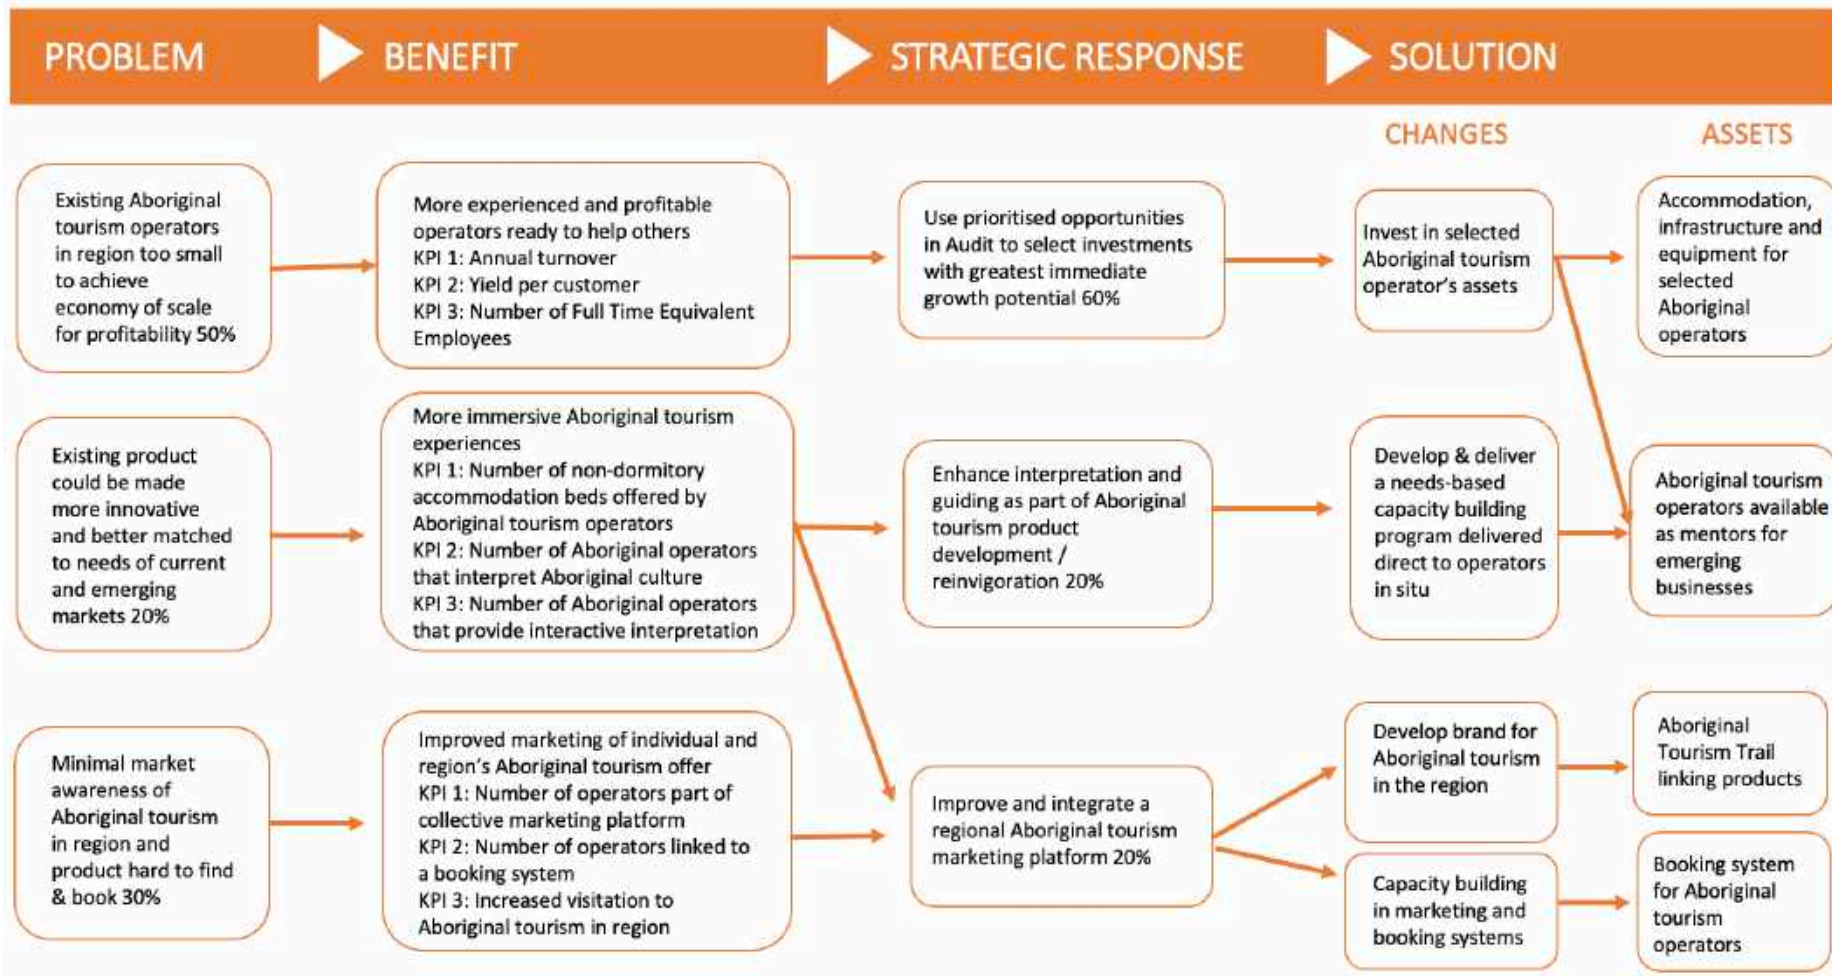 PROBLEM
BENEFIT
STRATEGIC RESPONSE
SOLUTION
CHANGES
ASSETS
Existing Aboriginal
tourism operators
in region too small
to achieve
economy of scale
for profitability 50%
More experienced and profitable
operators ready to help others
KPI 1: Annual turnover
KPI 2: Yield per customer
KPI 3: Number of Full Time Equivalent
Employees
Use prioritised opportunities
in Audit to select investments
with greatest immediate
growth potential 60%
Invest in selected
Aboriginal tourism
operator's assets
Accommodation,
infrastructure and
equipment for
selected
Aboriginal
operators
Existing product
could be made
more innovative
and better matched
to needs of current
and emerging
markets 20%
More immersive Aboriginal tourism
experiences
KPI 1: Number of non-dormitory
accommodation beds offered by
Aboriginal tourism operators
KPI 2: Number of Aboriginal operators
that interpret Aboriginal culture
KPI 3: Number of Aboriginal operators
that provide interactive interpretation
Enhance interpretation and
guiding as part of Aboriginal
tourism product
development /
reinvigoration 20%
Develop & deliver
a needs-based
capacity building
program delivered
direct to operators
in situ
Aboriginal tourism
operators available
as mentors for
emerging
businesses
Minimal market
awareness of
Aboriginal tourism
in region and
product hard to find
& book 30%
Improved marketing of individual and
region's Aboriginal tourism offer
KPI 1: Number of operators part of
collective marketing platform
KPI 2: Number of operators linked to
a booking system
KPI 3: Increased visitation to
Aboriginal tourism in region
Improve and integrate a
regional Aboriginal tourism
marketing platform 20%
Develop brand for
Aboriginal tourism
in the region
Aboriginal
Tourism Trail
linking products
Capacity building
in marketing and
booking systems
Booking system
for Aboriginal
tourism
operators